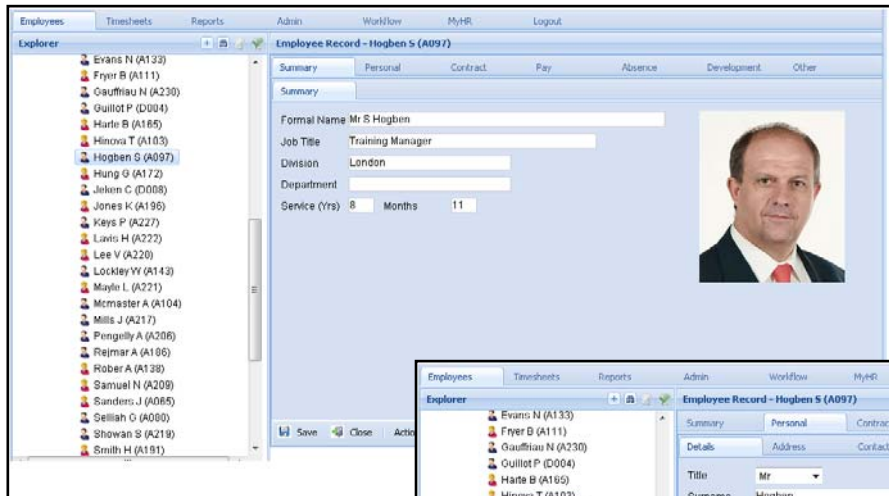 Employees Timesheets Reports Admin Workflow MyHR Logout
Explorer
Employee Record - Hogben S (A097)
Evans N (A133)
Fryer B (A111)
Gauffriau N (A230)
Guillot P (D004)
Harte B (A165)
Hinova T (A103)
Hogben S (A097)
Hung G (A172)
Jeken C (D008)
Jones K (A196)
Keys P (A227)
Lavis H (A222)
Lee V (A220)
Lockley W (A143)
Mayle L (A221)
Mcmaster A (A104)
Mills J (A217)
Pengelly A (A206)
Rejmar A (A186)
Rober A (A138)
Samuel N (A209)
Sanders J (A065)
Selliah G (A080)
Showan S (A219)
Smith H (A191)
Summary Personal Contract Pay Absence Development Other
Summary
Formal Name Mr S Hogben
Job Title Training Manager
Division London
Department
Service (Yrs) 8 Months 11
Save Close
Employees Timesheets Reports Admin Workflow MyHR
Explorer
Employee Record - Hogben S (A097)
Evans N (A133)
Fryer B (A111)
Gauffriau N (A230)
Guillot P (D004)
Harte B (A165)
Hinova T (A103)
Summary Personal
Details Address
Title Mr
Surname Hogben